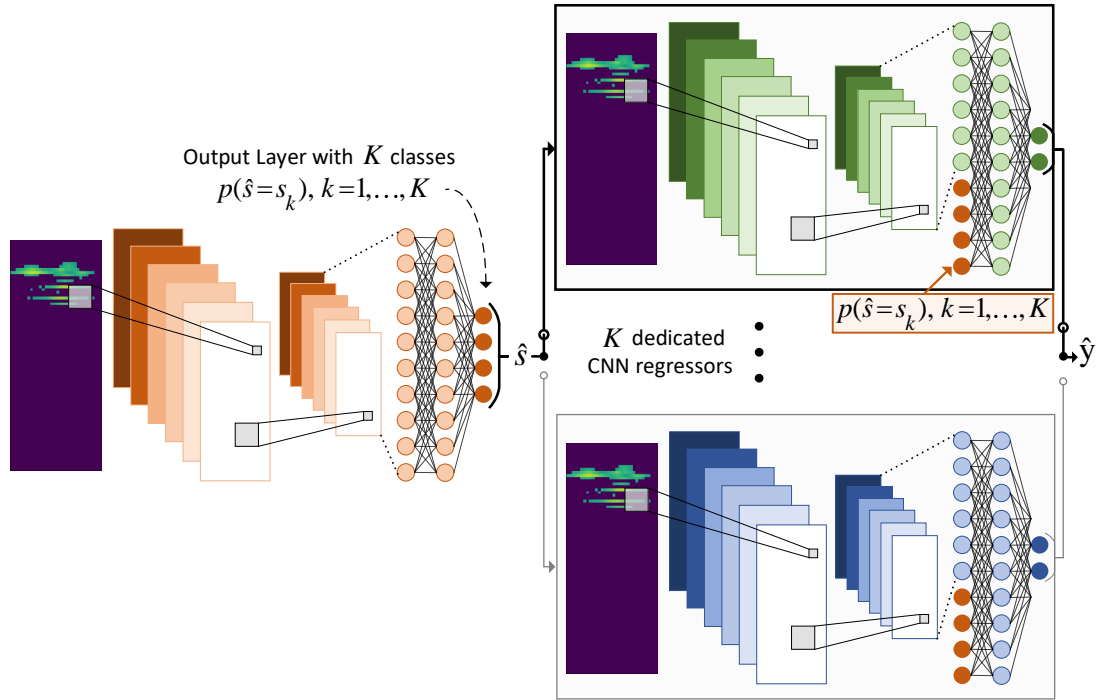 Output Layer with K classes
p(ŝ=s_k), k=1,…,K
ŝ
K dedicated
CNN regressors
p(ŝ=s_k), k=1,…,K
ŷ